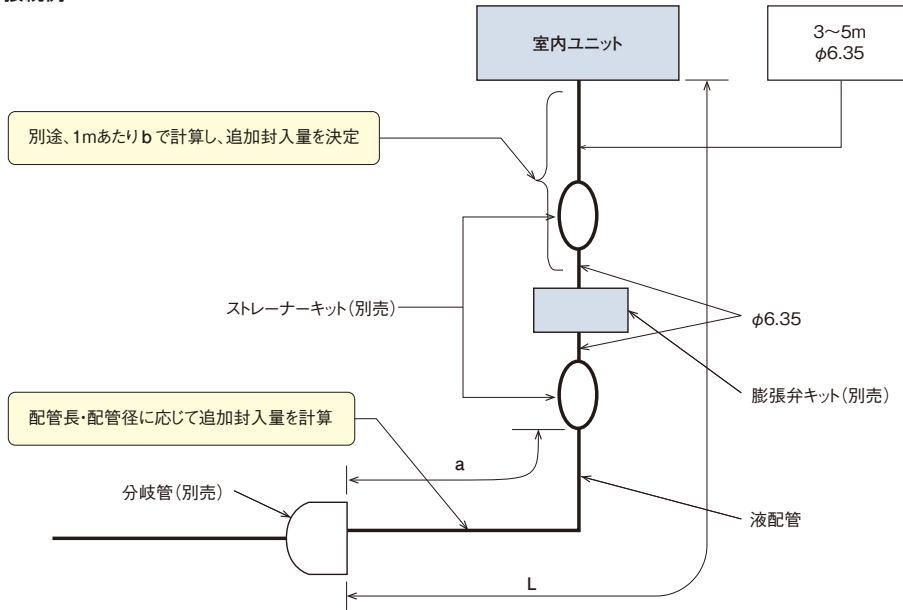 室内ユニット
3～5m
φ6.35
別途、1mあたり b で計算し、追加封入量を決定
ストレーナーキット（別売）
φ6.35
膨張弁キット（別売）
配管長・配管径に応じて追加封入量を計算
a
分岐管（別売）
液配管
L